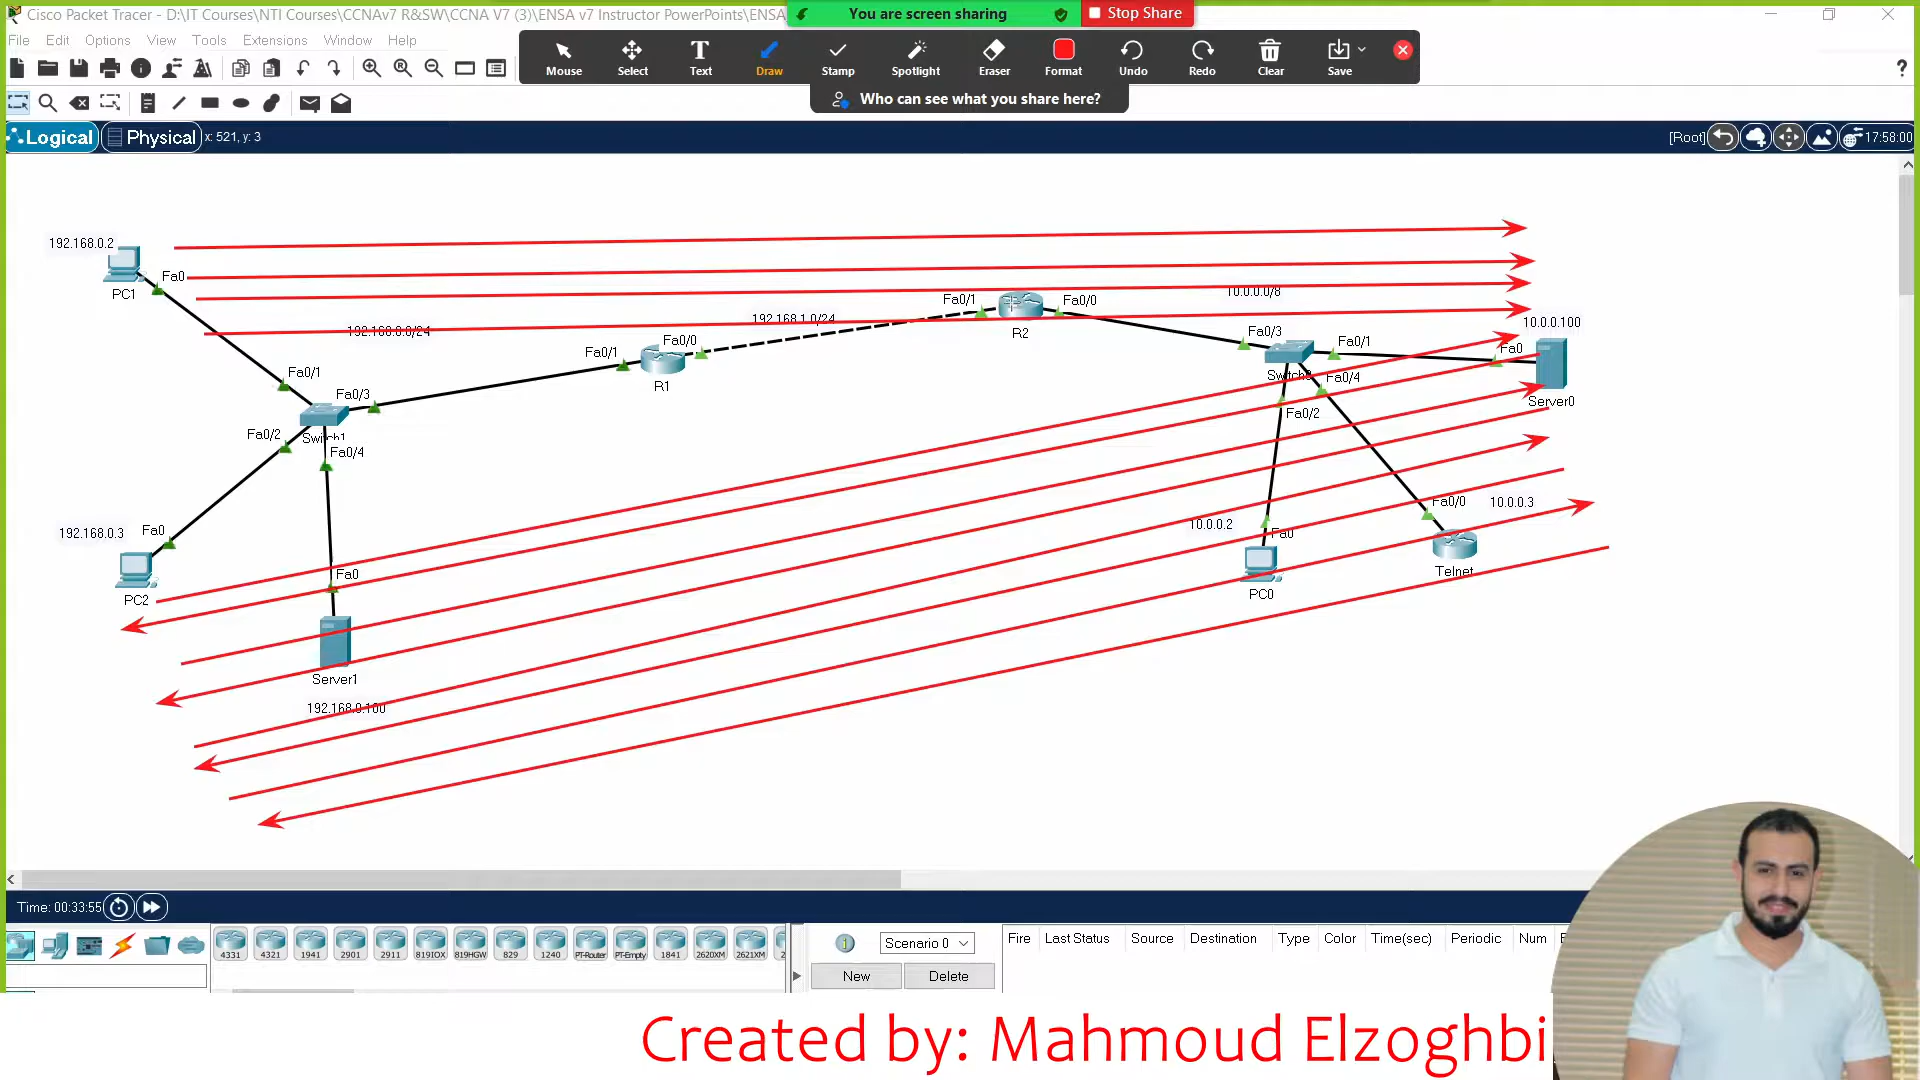 Cisco Packet Tracer - D:\IT Courses\NTI Courses\CCNAv7 R&SW\CCNA V7 (3)\ENSA v7 Instructor PowerPoints\ENSA
You are screen sharing
Stop Share
File Edit Options View Tools Extensions Window Help
Mouse Select Text Draw Stamp Spotlight Eraser Format Undo Redo Clear Save
Who can see what you share here?
Logical Physical x: 521, y: 3
[Root] 17:58:00
192.168.0.2
Fa0
PC1
192.168.1.0/24
Fa0/1
Fa0/0
R2
10.0.0.0/8
10.0.0.100
Fa0/3
Fa0/1
Fa0
Fa0/4
Server0
Fa0/2
Fa0/1
Fa0/0
R1
Fa0/1
Fa0/3
Fa0/2
Switch1
Fa0/4
192.168.0.3
Fa0
PC2
Fa0
Server1
192.168.0.100
10.0.0.2
Fa0
PC0
Fa0/0
10.0.0.3
Telnet
Time: 00:33:55
4331 4321 1941 2901 2911 819IOX 819HGW 829 1240 PT-Router PT-Empty 1841 2620XM 2621XM
1
Scenario 0
New Delete
Fire Last Status Source Destination Type Color Time(sec) Periodic Num
Created by: Mahmoud Elzoghbi